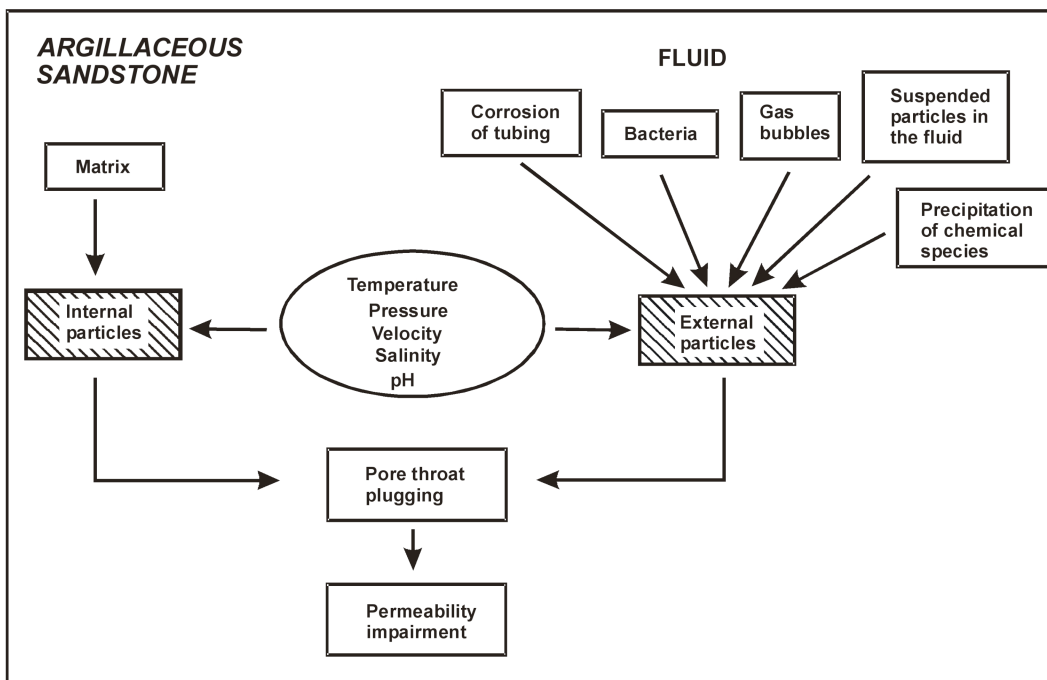 ARGILLACEOUS
SANDSTONE
FLUID
Corrosion
of tubing
Bacteria
Gas
bubbles
Suspended
particles in
the fluid
Matrix
Precipitation
of chemical
species
Internal
particles
Temperature
Pressure
Velocity
Salinity
pH
External
particles
Pore throat
plugging
Permeability
impairment